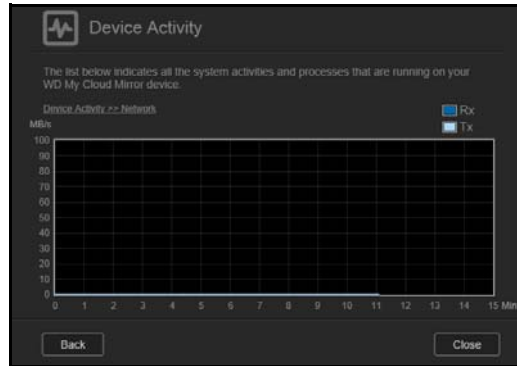 Device Activity
The list below indicates all the system activities and processes that are running on your
WD My Cloud Mirror device.
Device Activity >> Network
Rx
Tx
MB/s
100
90
80
70
60
50
40
30
20
10
0
0 1 2 3 4 5 6 7 8 9 10 11 12 13 14 15 Min
Back
Close